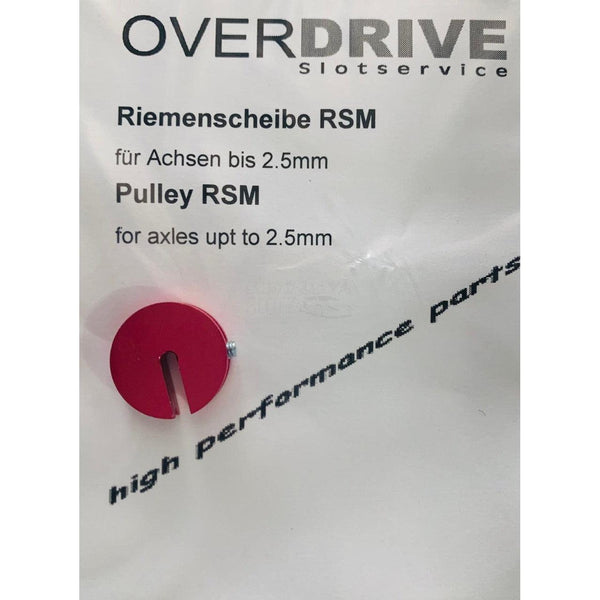 OVERDRIVE
Slotservice
Riemenscheibe RSM
für Achsen bis 2.5mm
Pulley RSM
for axles upt to 2.5mm
high performance parts